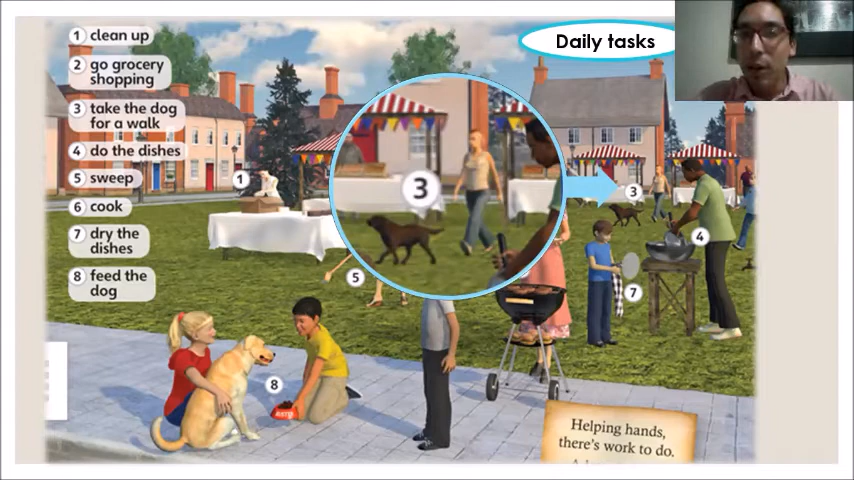 Daily tasks
1 clean up
2 go grocery
shopping
3 take the dog
for a walk
4 do the dishes
5 sweep
6 cook
7 dry the
dishes
8 feed the
dog
1
3
3
4
5
7
8
Helping hands,
there's work to do.